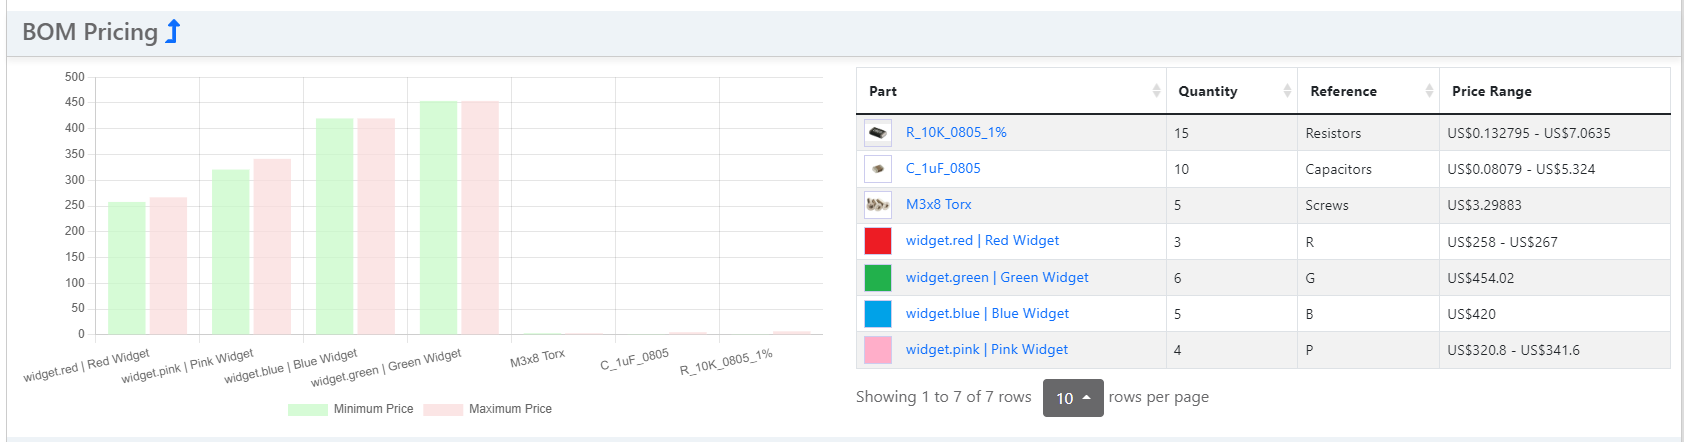 BOM Pricing
500
450
400
350
300
250
200
150
100
50
0
widget.red | Red Widget
widget.pink | Pink Widget
widget.blue | Blue Widget
widget.green | Green Widget
M3x8 Torx
C_1uF_0805
R_10K_0805_1%
Minimum Price Maximum Price
Part Quantity Reference Price Range
R_10K_0805_1% 15 Resistors US$0.132795 - US$7.0635
C_1uF_0805 10 Capacitors US$0.08079 - US$5.324
M3x8 Torx 5 Screws US$3.29883
widget.red | Red Widget 3 R US$258 - US$267
widget.green | Green Widget 6 G US$454.02
widget.blue | Blue Widget 5 B US$420
widget.pink | Pink Widget 4 P US$320.8 - US$341.6
Showing 1 to 7 of 7 rows 10 rows per page